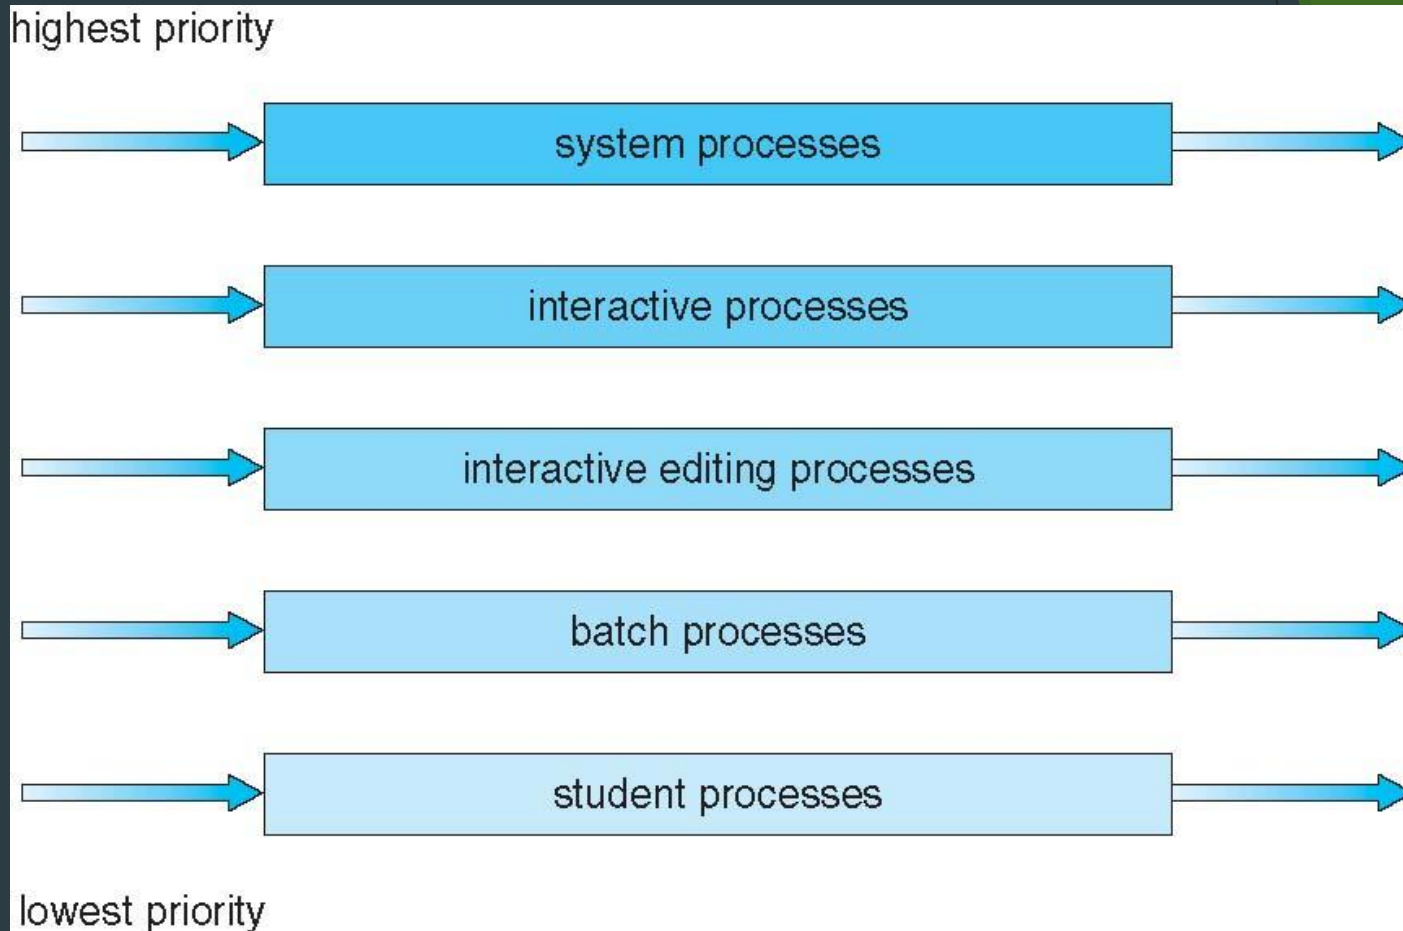 highest priority
system processes
interactive processes
interactive editing processes
batch processes
student processes
lowest priority